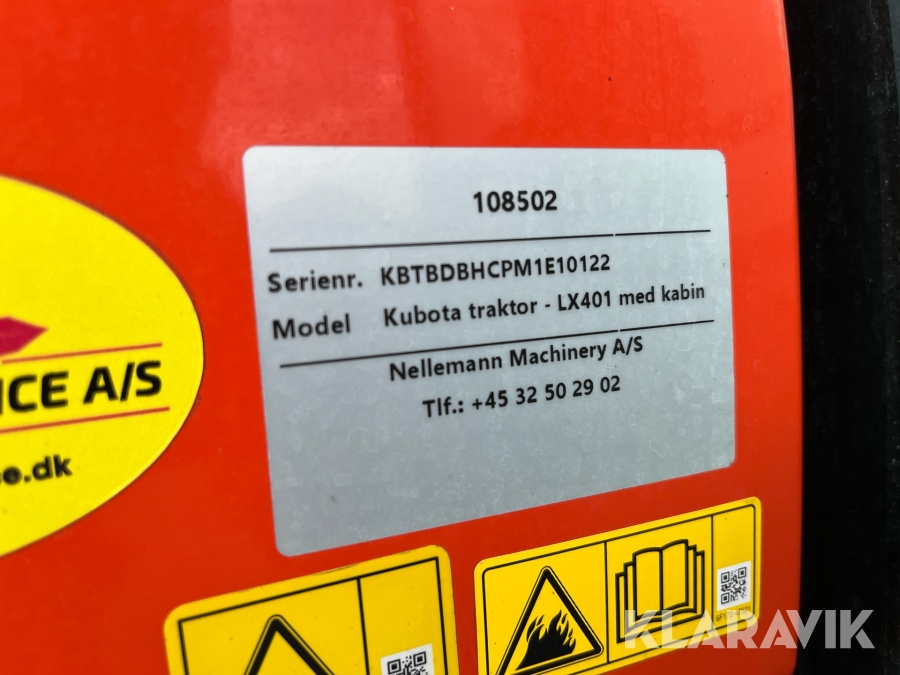 108502
Serienr. KBTBDBHCPM1E10122
Model Kubota traktor - LX401 med kabin
Nellemann Machinery A/S
Tlf.: +45 32 50 29 02
A/S
.dk
KLARAVIK